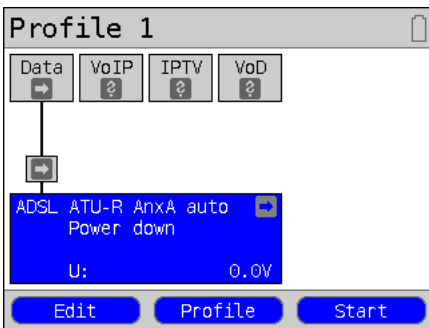 Profile 1
Data VoIP IPTV VoD
ADSL ATU-R AnxA auto
Power down
U: 0.0V
Edit Profile Start